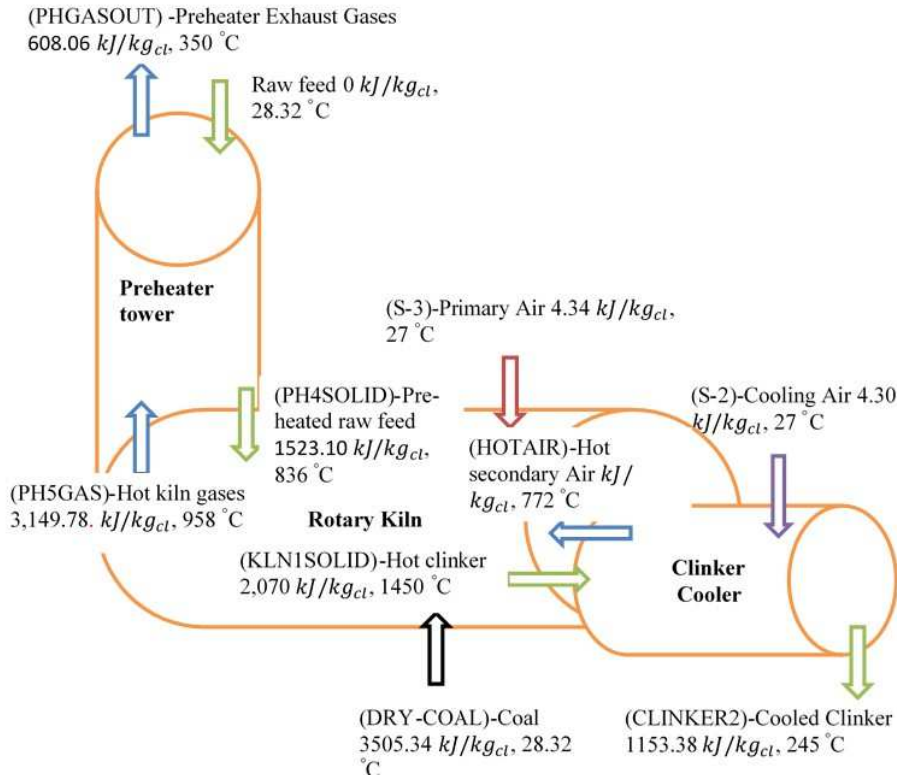 (PHGASOUT) -Preheater Exhaust Gases
608.06 kJ/kg_cl, 350 °C
Raw feed 0 kJ/kg_cl,
28.32 °C
Preheater
tower
(S-3)-Primary Air 4.34 kJ/kg_cl,
27 °C
(PH4SOLID)-Pre-
heated raw feed
1523.10 kJ/kg_cl,
836 °C
(S-2)-Cooling Air 4.30
kJ/kg_cl, 27 °C
(HOTAIR)-Hot
secondary Air kJ/
kg_cl, 772 °C
(PH5GAS)-Hot kiln gases
3,149.78. kJ/kg_cl, 958 °C
Rotary Kiln
(KLN1SOLID)-Hot clinker
2,070 kJ/kg_cl, 1450 °C
Clinker
Cooler
(DRY-COAL)-Coal
3505.34 kJ/kg_cl, 28.32
°C
(CLINKER2)-Cooled Clinker
1153.38 kJ/kg_cl, 245 °C